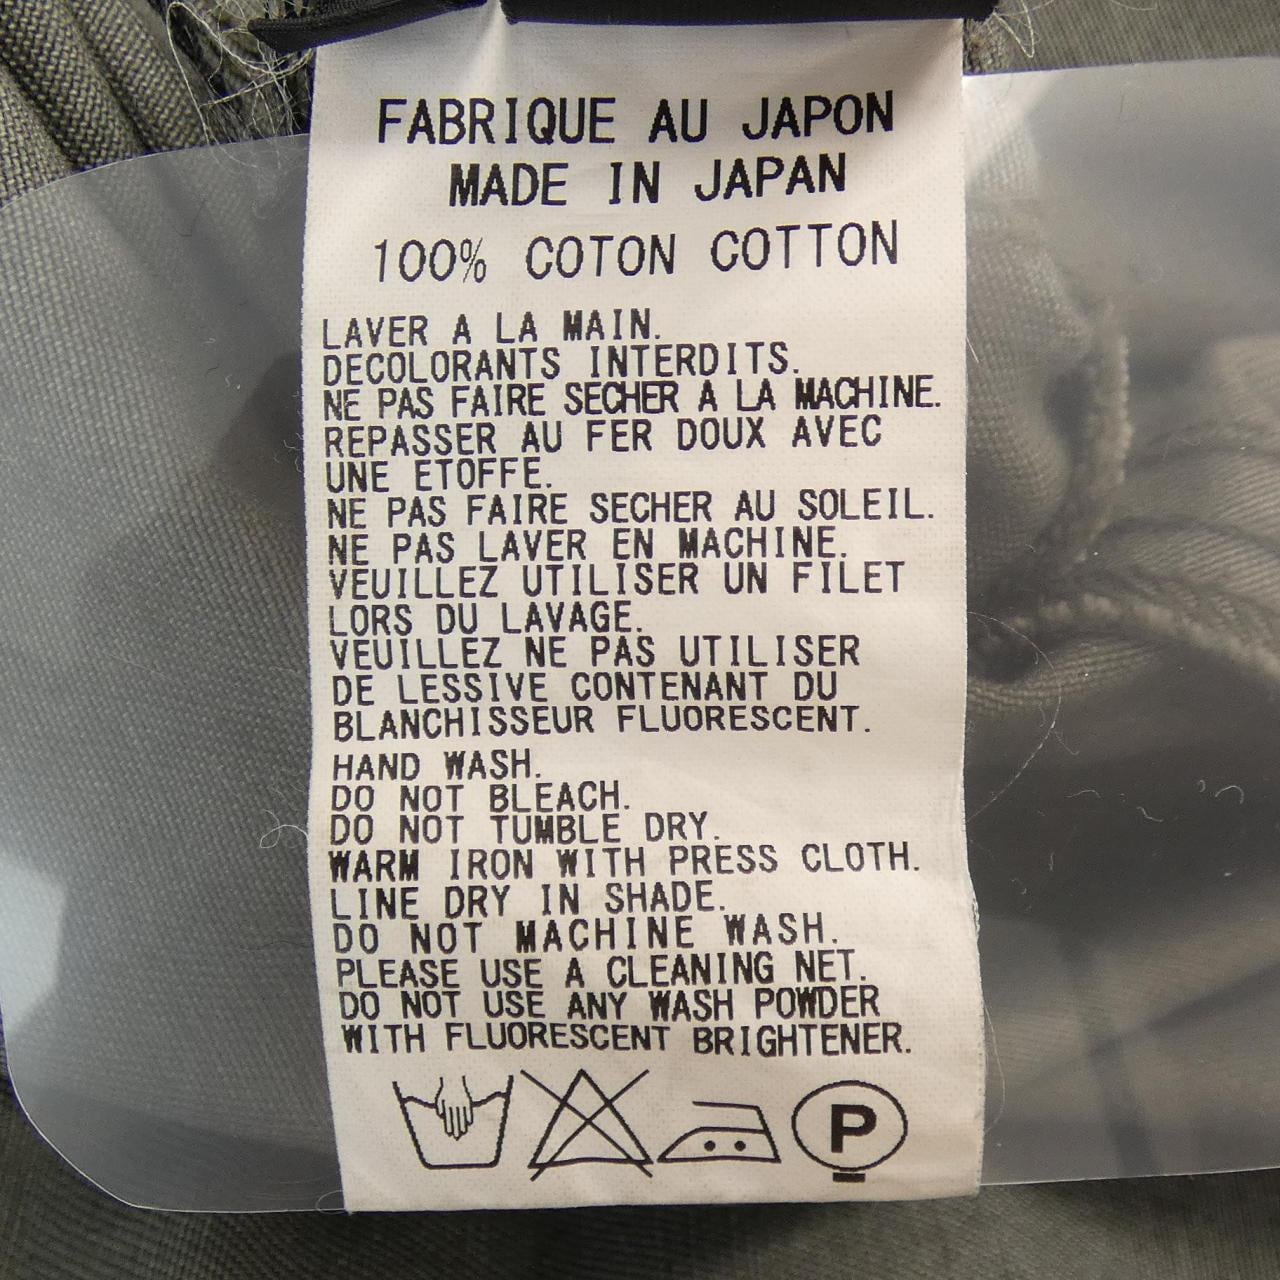 FABRIQUE AU JAPON
MADE IN JAPAN
100% COTON COTTON
LAVER A LA MAIN.
DECOLORANTS INTERDITS.
NE PAS FAIRE SECHER A LA MACHINE.
REPASSER AU FER DOUX AVEC
UNE ETOFFE.
NE PAS FAIRE SECHER AU SOLEIL.
NE PAS LAVER EN MACHINE.
VEUILLEZ UTILISER UN FILET
LORS DU LAVAGE.
VEUILLEZ NE PAS UTILISER
DE LESSIVE CONTENANT DU
BLANCHISSEUR FLUORESCENT.
HAND WASH.
DO NOT BLEACH.
DO NOT TUMBLE DRY.
WARM IRON WITH PRESS CLOTH.
LINE DRY IN SHADE.
DO NOT MACHINE WASH.
PLEASE USE A CLEANING NET.
DO NOT USE ANY WASH POWDER
WITH FLUORESCENT BRIGHTENER.
P